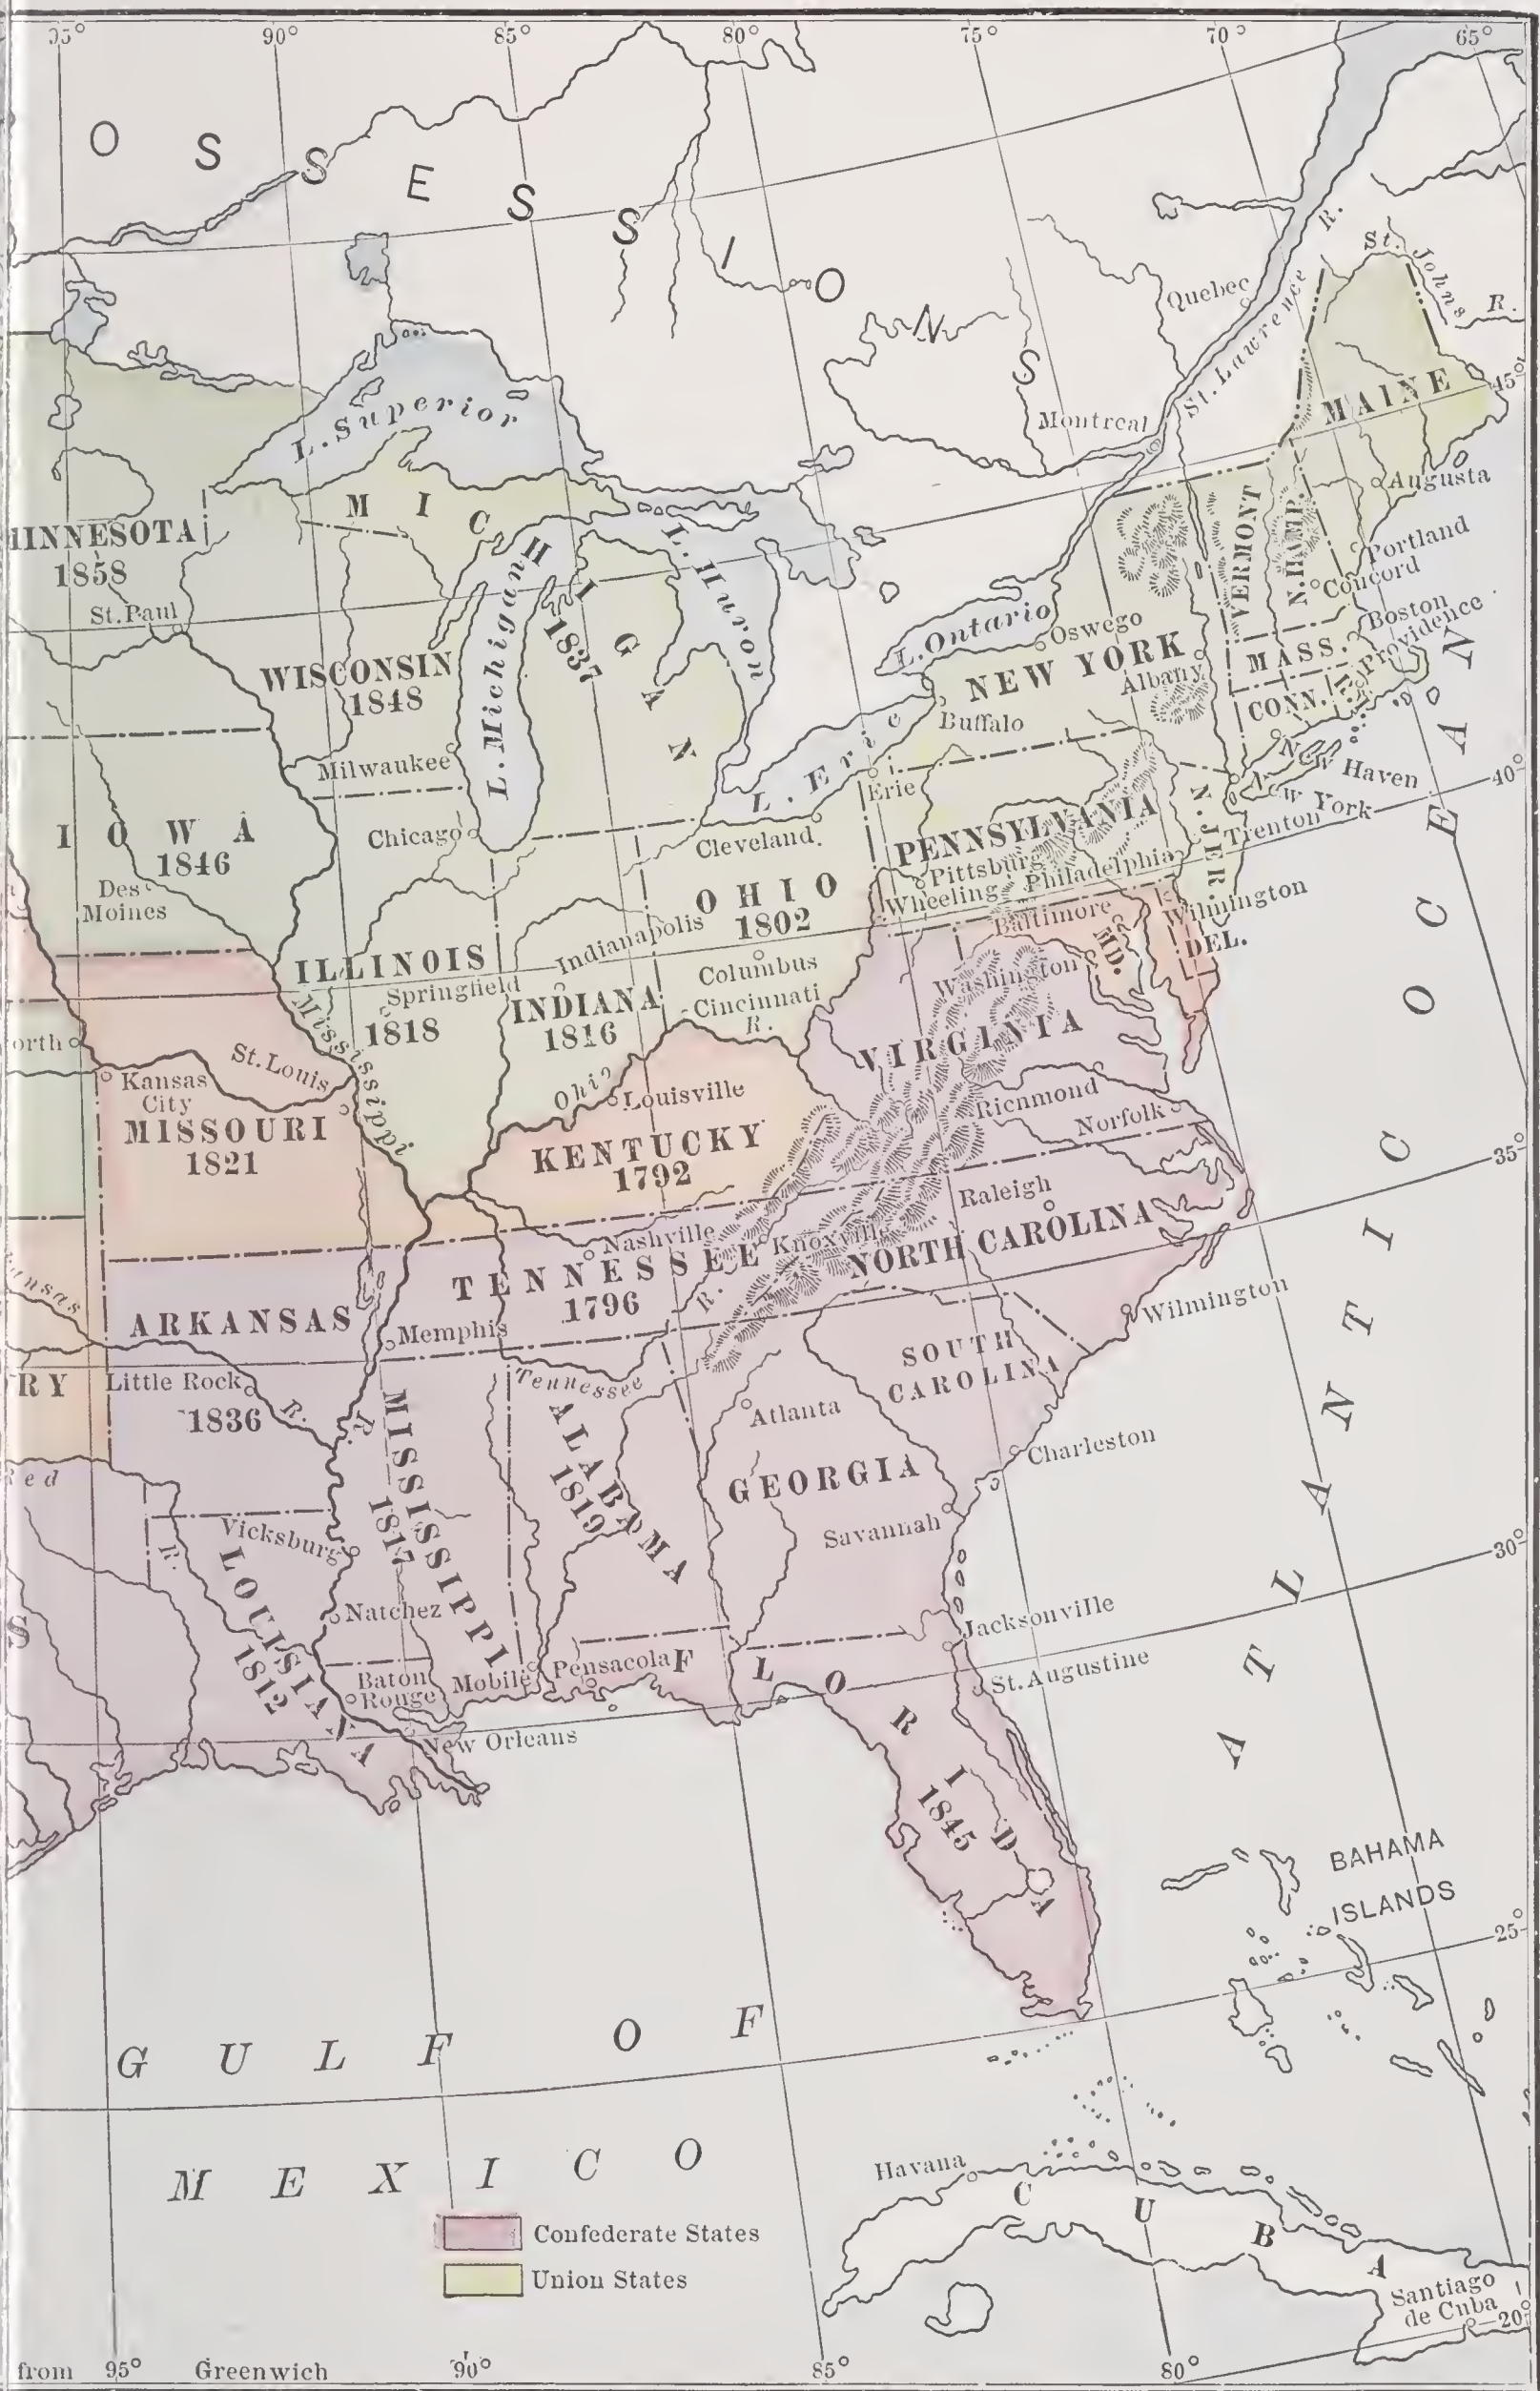 95° 90° 85° 80° 75° 70° 65°
O S S E S S I O N S
Quebec
St. Lawrence R.
St. Johns R.
Montreal
MAINE
45°
Augusta
L. Superior
MICHIGAN
1837
L. Huron
L. Michigan
VERMONT
N. HAMP.
Portland
Concord
MINNESOTA
1858
St. Paul
L. Ontario
Oswego
NEW YORK
Albany
Buffalo
MASS.
Boston
Providence
R.I.
CONN.
New Haven
New York
WISCONSIN
1848
Milwaukee
L. Erie
Erie
40°
IOWA
1846
Des
Moines
Chicago
Cleveland
PENNSYLVANIA
Pittsburg
Philadelphia
Wheeling
Trenton
N. JER.
OHIO
1802
Columbus
Cincinnati
Baltimore
Wilmington
MD.
DEL.
Washington
ILLINOIS
Springfield
1818
Indianapolis
INDIANA
1816
Ohio R.
VIRGINIA
Richmond
Norfolk
orth
Kansas
City
St. Louis
Mississippi R.
MISSOURI
1821
Louisville
KENTUCKY
1792
35°
Raleigh
NORTH CAROLINA
Wilmington
Nashville
Knoxville
TENNESSEE
1796
Tennessee R.
ansas
R.
ARKANSAS
Memphis
RY
Little Rock
1836
SOUTH
CAROLINA
Charleston
Atlanta
GEORGIA
Savannah
ALABAMA
1819
MISSISSIPPI
1817
Red
R.
Vicksburg
LOUISIANA
1812
Natchez
S
30°
Jacksonville
St. Augustine
Baton
Rouge
Mobile
Pensacola
FLORIDA
1845
New Orleans
ATLANTIC OCEAN
BAHAMA
ISLANDS
25°
GULF OF
MEXICO
Havana
CUBA
Santiago
de Cuba
20°
Confederate States
Union States
from 95° Greenwich 90° 85° 80°